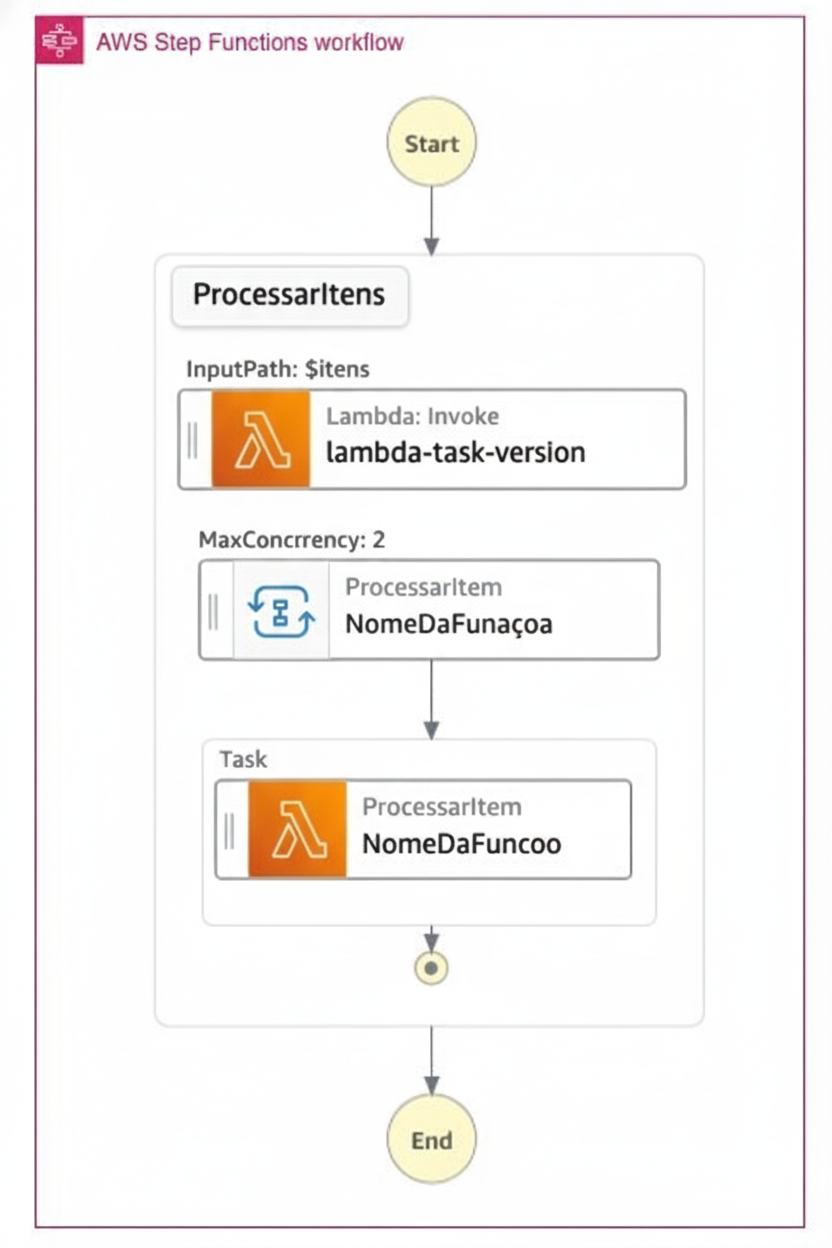 AWS Step Functions workflow
Start
ProcessarItens
InputPath: $itens
Lambda: Invoke
lambda-task-version
MaxConcrrency: 2
ProcessarItem
NomeDaFunaçoa
Task
ProcessarItem
NomeDaFuncoo
End